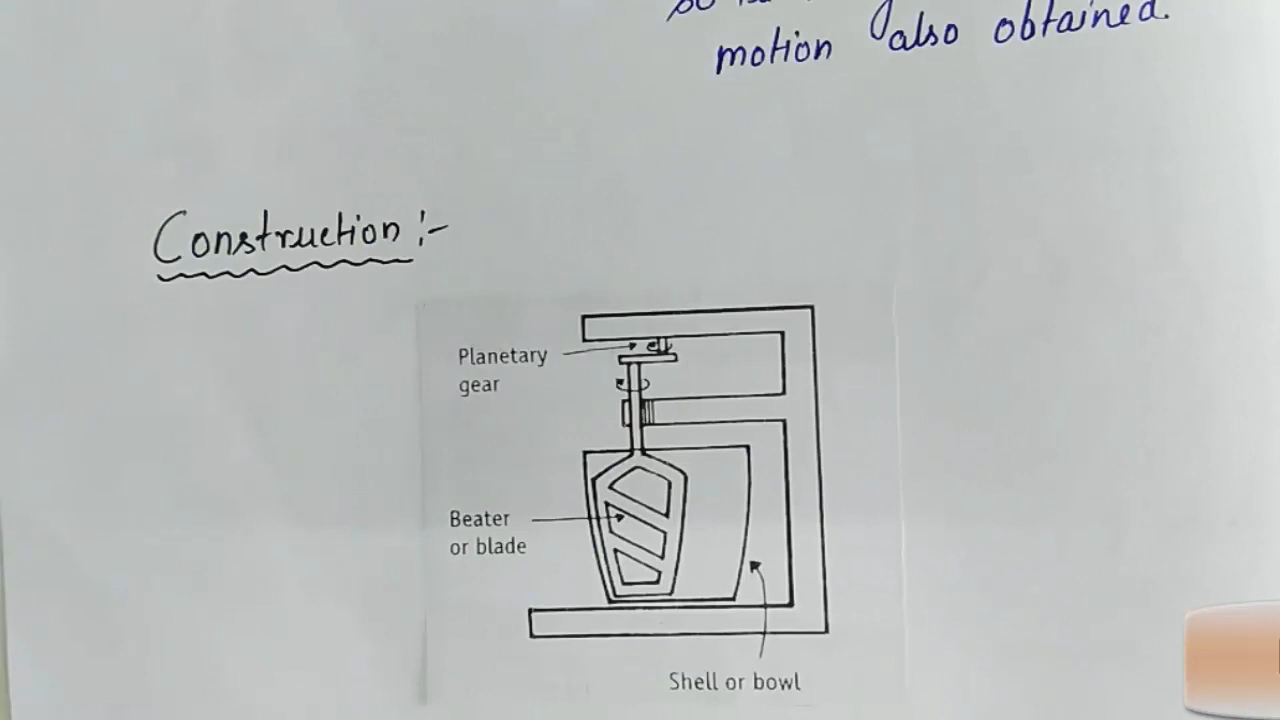 motion also obtained.
Construction :-
Planetary
gear
Beater
or blade
Shell or bowl